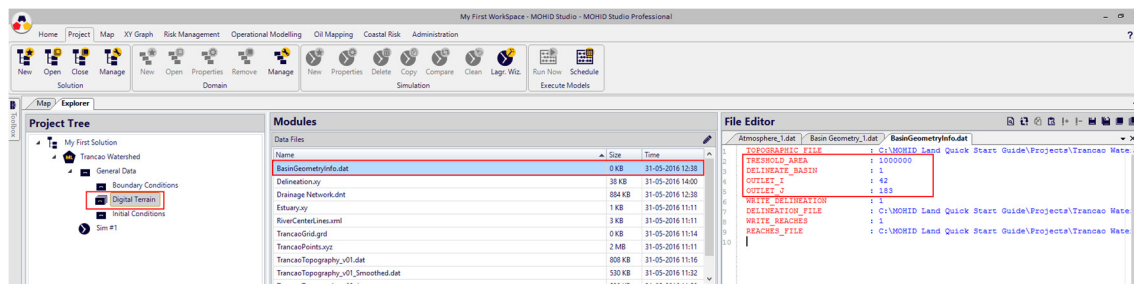 My First WorkSpace - MOHID Studio - MOHID Studio Professional
Home Project Map XY Graph Risk Management Operational Modelling Oil Mapping Coastal Risk Administration
?
New Open Close Manage New Open Properties Remove Manage New Properties Delete Copy Compare Clean Lagr. Wiz. Run Now Schedule
Solution Domain Simulation Execute Models
Toolbox
Map Explorer
Project Tree
My First Solution
Trancao Watershed
General Data
Boundary Conditions
Digital Terrain
Initial Conditions
Sim #1
Modules
Data Files
Name Size Time
BasinGeometryInfo.dat 0 KB 31-05-2016 12:38
Delineation.xy 38 KB 31-05-2016 14:00
Drainage Network.dnt 884 KB 31-05-2016 12:38
Estuary.xy 1 KB 31-05-2016 11:11
RiverCenterLines.xml 3 KB 31-05-2016 11:11
TrancaoGrid.grd 0 KB 31-05-2016 11:14
TrancaoPoints.xyz 2 MB 31-05-2016 11:11
TrancaoTopography_v01.dat 808 KB 31-05-2016 11:16
TrancaoTopography_v01_Smoothed.dat 530 KB 31-05-2016 11:32
File Editor
Atmosphere_1.dat Basin Geometry_1.dat BasinGeometryInfo.dat
1 TOPOGRAPHIC_FILE : C:\MOHID Land Quick Start Guide\Projects\Trancao Wate
2 TRESHOLD_AREA : 1000000
3 DELINEATE_BASIN : 1
4 OUTLET_I : 42
5 OUTLET_J : 183
6 WRITE_DELINEATION : 1
7 DELINEATION_FILE : C:\MOHID Land Quick Start Guide\Projects\Trancao Wate
8 WRITE_REACHES : 1
9 REACHES_FILE : C:\MOHID Land Quick Start Guide\Projects\Trancao Wate
10